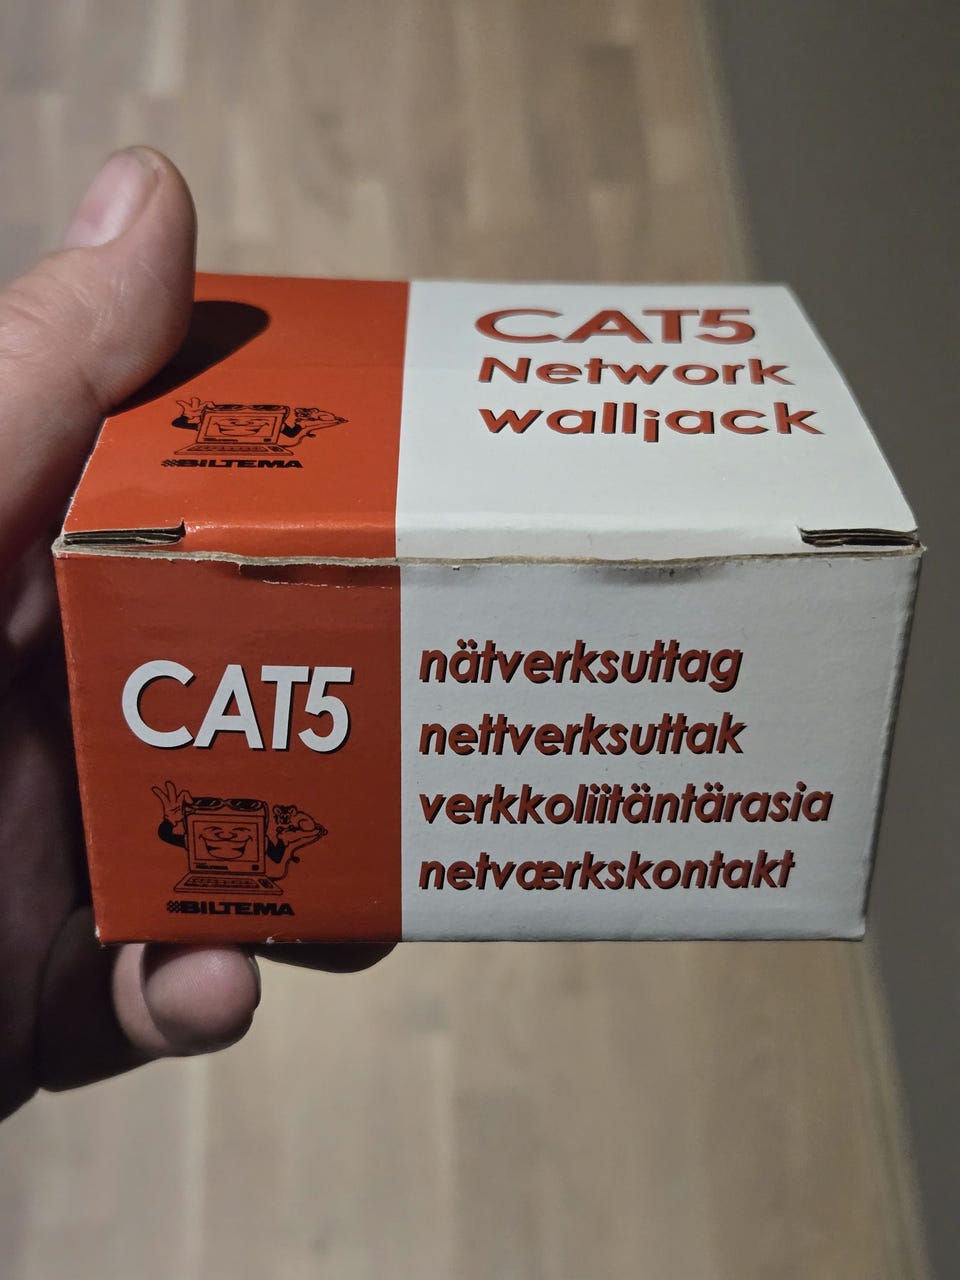 CAT5
Network
walljack
BILTEMA
CAT5
nätverksuttag
nettverksuttak
verkkoliitäntärasia
netværkskontakt
BILTEMA